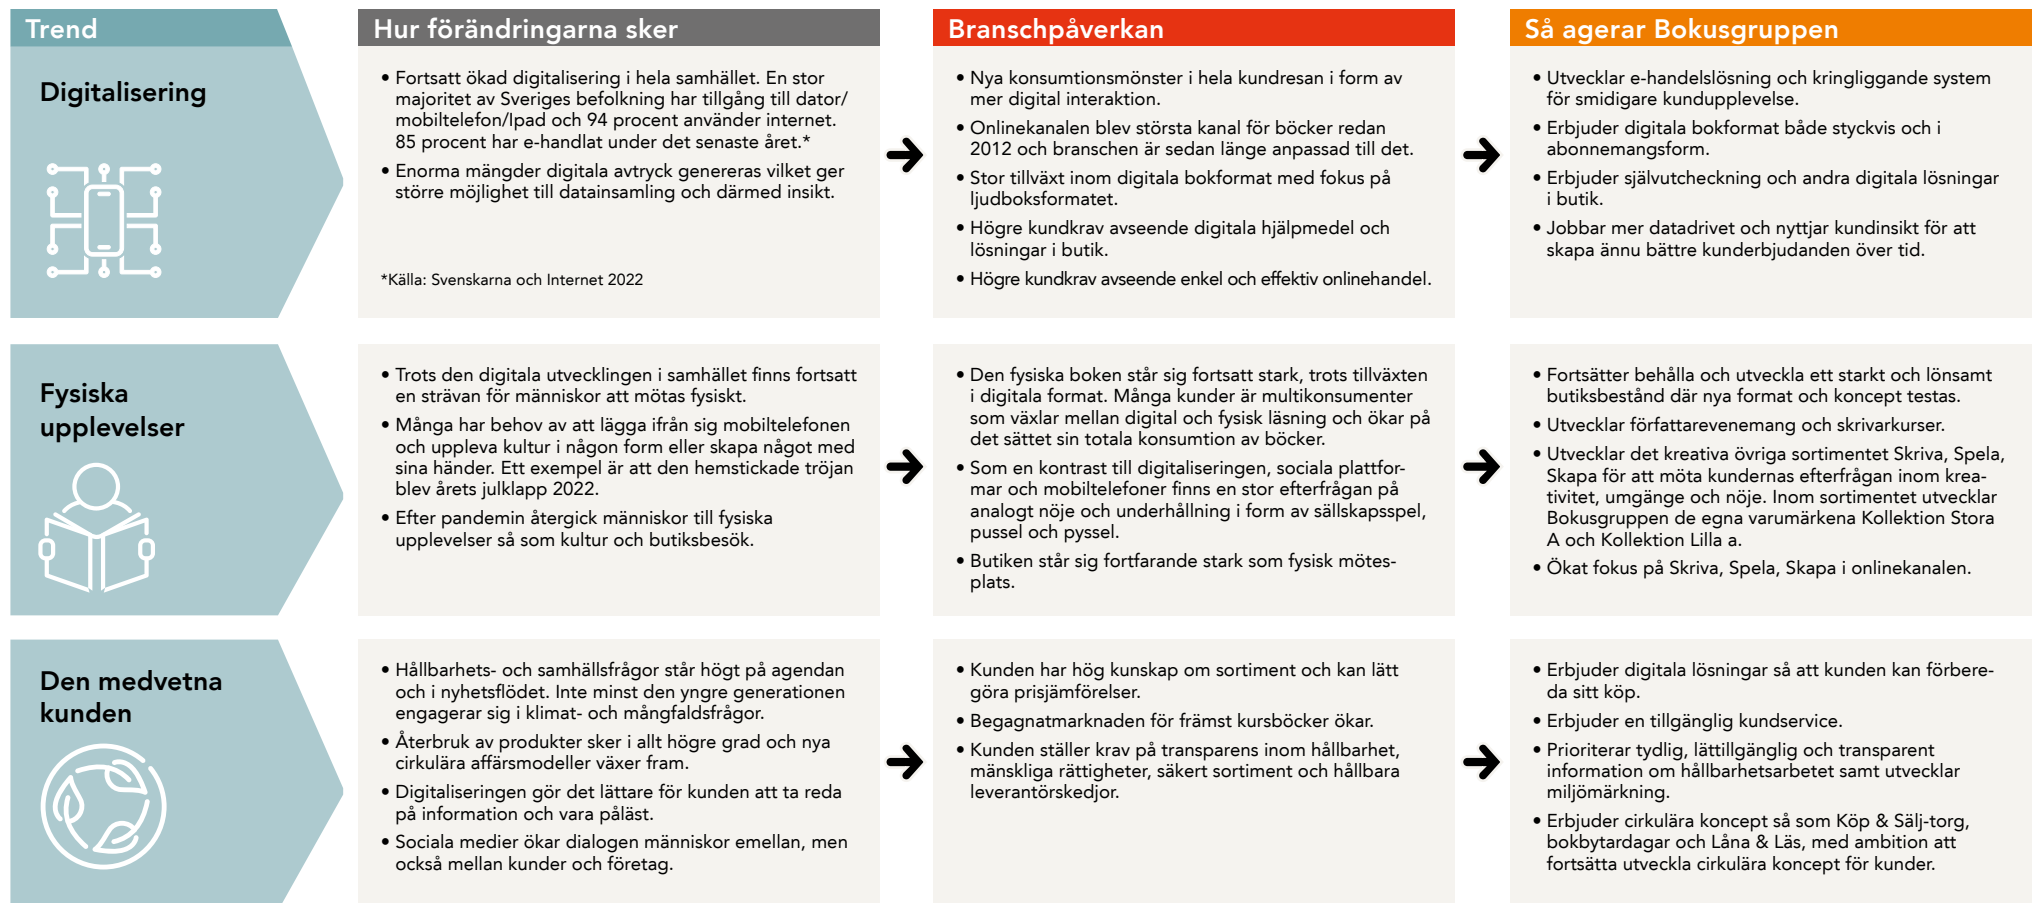 Trend
Hur förändringarna sker
Branschpåverkan
Så agerar Bokusgruppen
Digitalisering
• Fortsatt ökad digitalisering i hela samhället. En stor
majoritet av Sveriges befolkning har tillgång till dator/
mobiltelefon/Ipad och 94 procent använder internet.
85 procent har e-handlat under det senaste året.*
• Enorma mängder digitala avtryck genereras vilket ger
större möjlighet till datainsamling och därmed insikt.
*Källa: Svenskarna och Internet 2022
• Nya konsumtionsmönster i hela kundresan i form av
mer digital interaktion.
• Onlinekanalen blev största kanal för böcker redan
2012 och branschen är sedan länge anpassad till det.
• Stor tillväxt inom digitala bokformat med fokus på
ljudboksformatet.
• Högre kundkrav avseende digitala hjälpmedel och
lösningar i butik.
• Högre kundkrav avseende enkel och effektiv onlinehandel.
• Utvecklar e-handelslösning och kringliggande system
för smidigare kundupplevelse.
• Erbjuder digitala bokformat både styckvis och i
abonnemangsform.
• Erbjuder självutcheckning och andra digitala lösningar
i butik.
• Jobbar mer datadrivet och nyttjar kundinsikt för att
skapa ännu bättre kunderbjudanden över tid.
Fysiska
upplevelser
• Trots den digitala utvecklingen i samhället finns fortsatt
en strävan för människor att mötas fysiskt.
• Många har behov av att lägga ifrån sig mobiltelefonen
och uppleva kultur i någon form eller skapa något med
sina händer. Ett exempel är att den hemstickade tröjan
blev årets julklapp 2022.
• Efter pandemin återgick människor till fysiska
upplevelser så som kultur och butiksbesök.
• Den fysiska boken står sig fortsatt stark, trots tillväxten
i digitala format. Många kunder är multikonsumenter
som växlar mellan digital och fysisk läsning och ökar på
det sättet sin totala konsumtion av böcker.
• Som en kontrast till digitaliseringen, sociala plattfor-
mar och mobiltelefoner finns en stor efterfrågan på
analogt nöje och underhållning i form av sällskapsspel,
pussel och pyssel.
• Butiken står sig fortfarande stark som fysisk mötes-
plats.
• Fortsätter behålla och utveckla ett starkt och lönsamt
butiksbestånd där nya format och koncept testas.
• Utvecklar författarevenemang och skrivarkurser.
• Utvecklar det kreativa övriga sortimentet Skriva, Spela,
Skapa för att möta kundernas efterfrågan inom krea-
tivitet, umgänge och nöje. Inom sortimentet utvecklar
Bokusgruppen de egna varumärkena Kollektion Stora
A och Kollektion Lilla a.
• Ökat fokus på Skriva, Spela, Skapa i onlinekanalen.
Den medvetna
kunden
• Hållbarhets- och samhällsfrågor står högt på agendan
och i nyhetsflödet. Inte minst den yngre generationen
engagerar sig i klimat- och mångfaldsfrågor.
• Återbruk av produkter sker i allt högre grad och nya
cirkulära affärsmodeller växer fram.
• Digitaliseringen gör det lättare för kunden att ta reda
på information och vara påläst.
• Sociala medier ökar dialogen människor emellan, men
också mellan kunder och företag.
• Kunden har hög kunskap om sortiment och kan lätt
göra prisjämförelser.
• Begagnatmarknaden för främst kursböcker ökar.
• Kunden ställer krav på transparens inom hållbarhet,
mänskliga rättigheter, säkert sortiment och hållbara
leverantörskedjor.
• Erbjuder digitala lösningar så att kunden kan förbere-
da sitt köp.
• Erbjuder en tillgänglig kundservice.
• Prioriterar tydlig, lättillgänglig och transparent
information om hållbarhetsarbetet samt utvecklar
miljömärkning.
• Erbjuder cirkulära koncept så som Köp & Sälj-torg,
bokbytardagar och Låna & Läs, med ambition att
fortsätta utveckla cirkulära koncept för kunder.